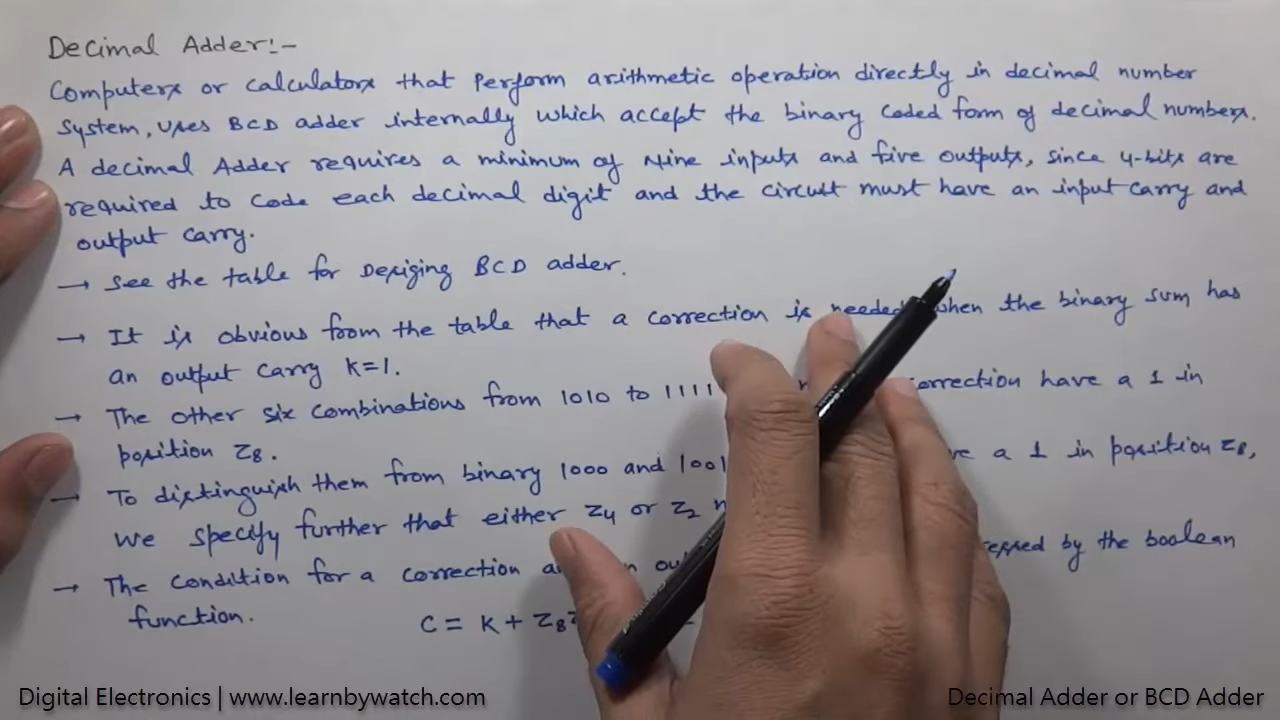 Decimal Adder:-
Computers or calculators that perform arithmetic operation directly in decimal number
system, uses BCD adder internally which accept the binary coded form of decimal numbers.
A decimal Adder requires a minimum of Nine inputs and five outputs, since 4-bits are
required to code each decimal digit and the circuit must have an input carry and
output carry.
→ See the table for Desiging BCD adder.
→ It is obvious from the table that a correction is needed when the binary sum has
an output carry K=1.
→ The other six combinations from 1010 to 1111 correction have a 1 in
position Z8.
→ To distinguish them from binary 1000 and 1001 a 1 in position Z8,
we specify further that either Z4 or Z2
→ The condition for a correction by the boolean
function.
C = K + Z8
Digital Electronics | www.learnbywatch.com
Decimal Adder or BCD Adder